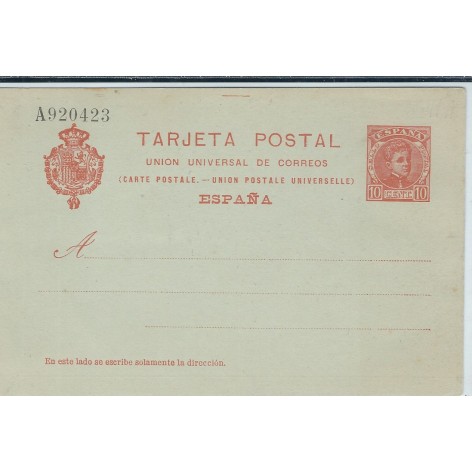 A920423
TARJETA POSTAL
UNION UNIVERSAL DE CORREOS
(CARTE POSTALE.—UNION POSTALE UNIVERSELLE)
ESPAÑA
ESPAÑA
10 CENTS 10
A
En este lado se escribe solamente la dirección.